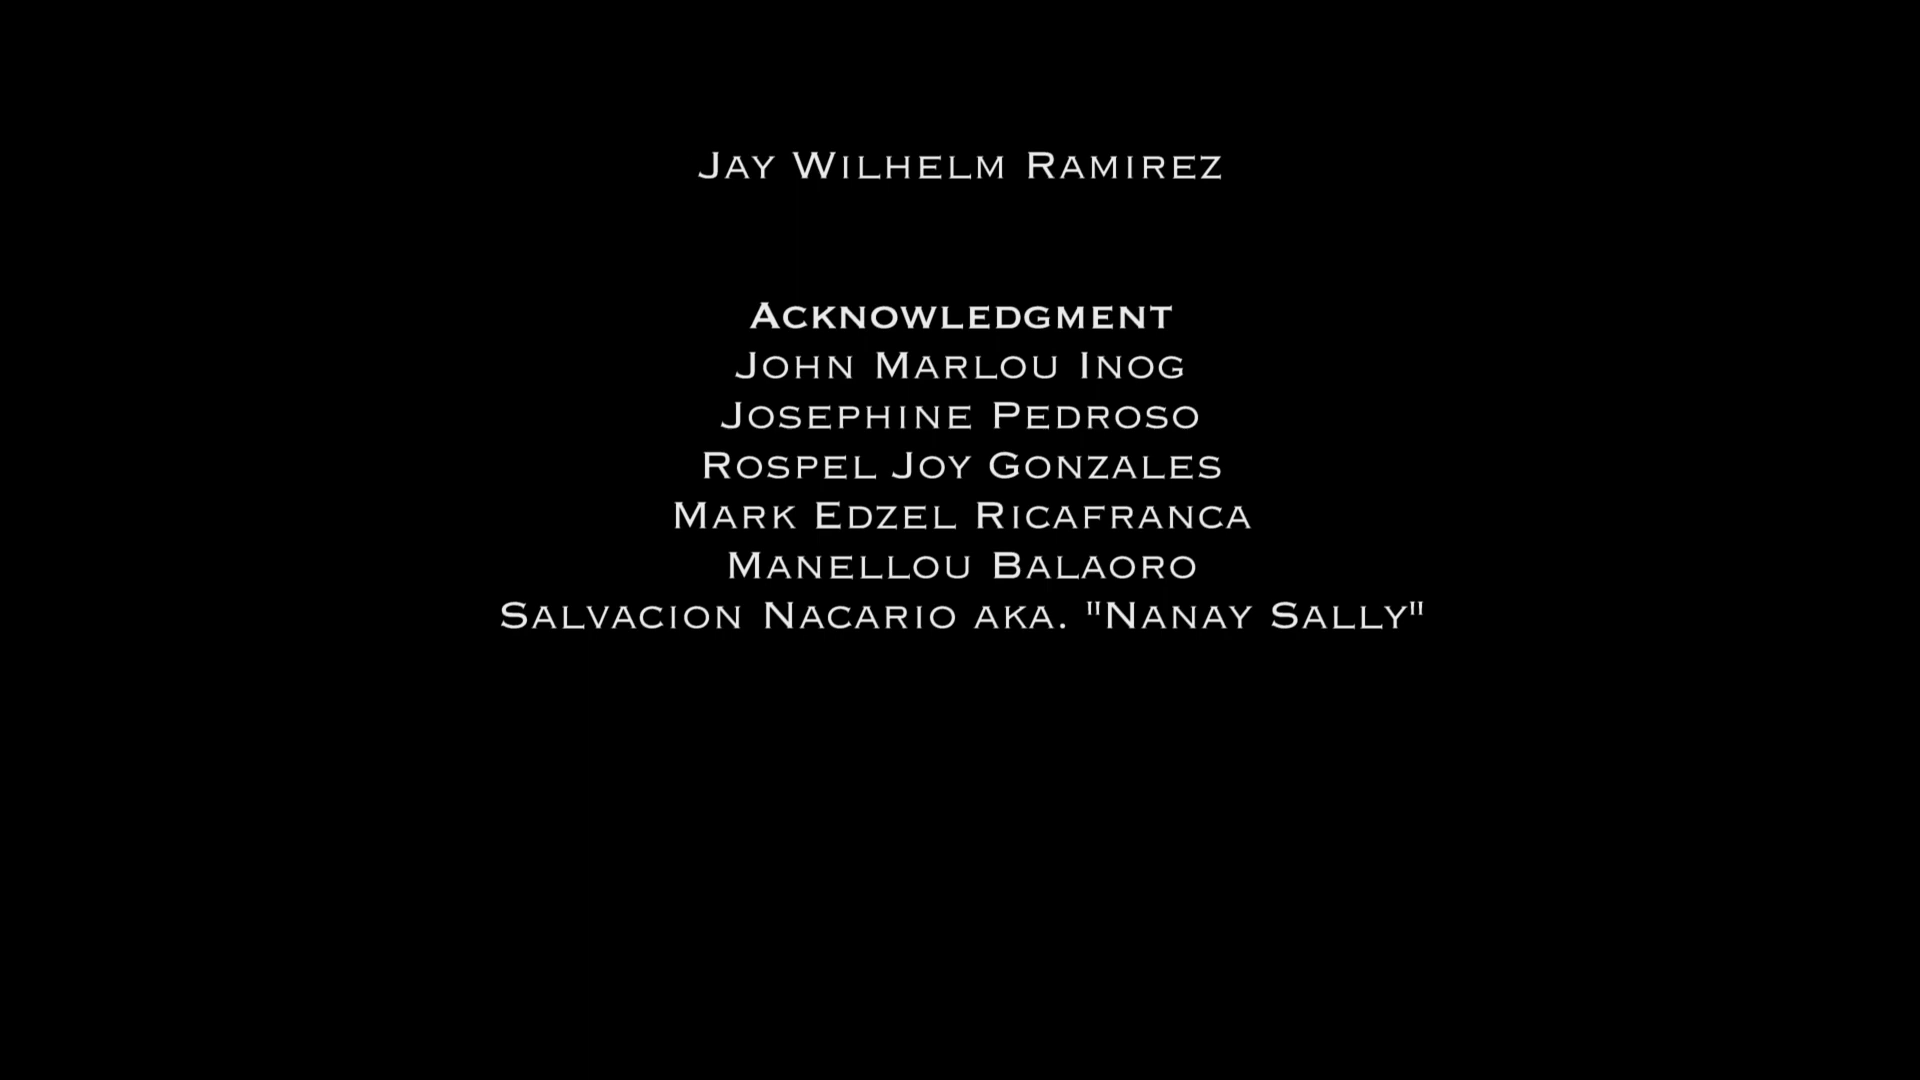 Jay Wilhelm Ramirez
Acknowledgment
John Marlou Inog
Josephine Pedroso
Rospel Joy Gonzales
Mark Edzel Ricafranca
Manellou Balaoro
Salvacion Nacario aka. "Nanay Sally"